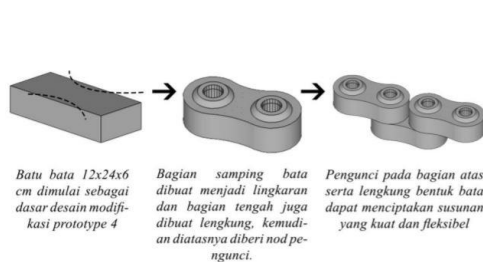 Batu bata 12x24x6
cm dimulai sebagai
dasar desain modifi-
kasi prototype 4
Bagian samping bata
dibuat menjadi lingkaran
dan bagian tengah juga
dibuat lengkung, kemudi-
an diatasnya diberi nod pe-
ngunci.
Pengunci pada bagian atas
serta lengkung bentuk bata
dapat menciptakan susunan
yang kuat dan fleksibel